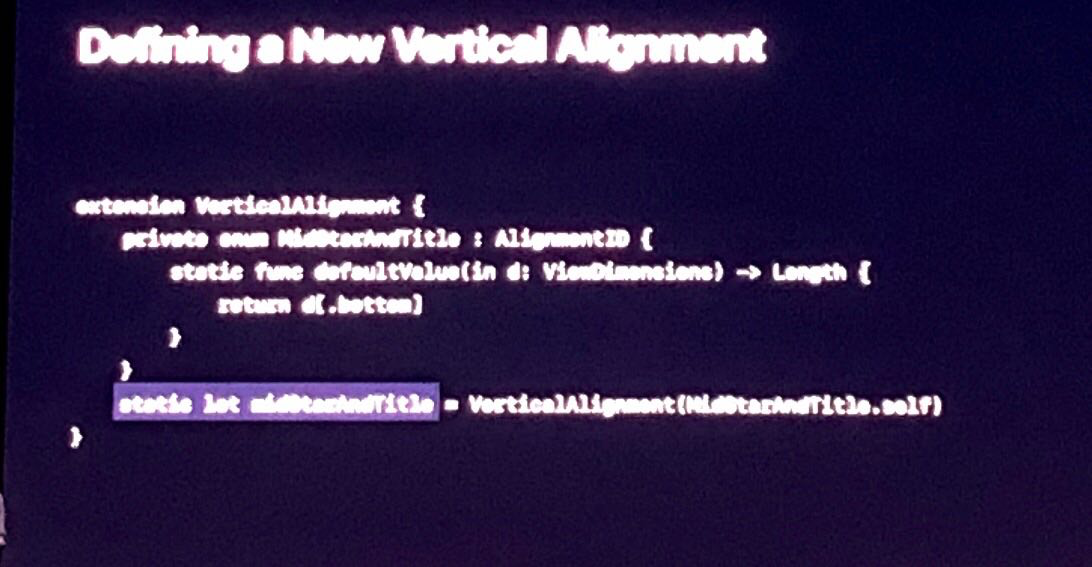 Defining a New Vertical Alignment
extension VerticalAlignment {
private enum MidStarAndTitle : AlignmentID {
static func defaultValue(in d: ViewDimensions) -> Length {
return d[.bottom]
}
}
static let midStarAndTitle = VerticalAlignment(MidStarAndTitle.self)
}